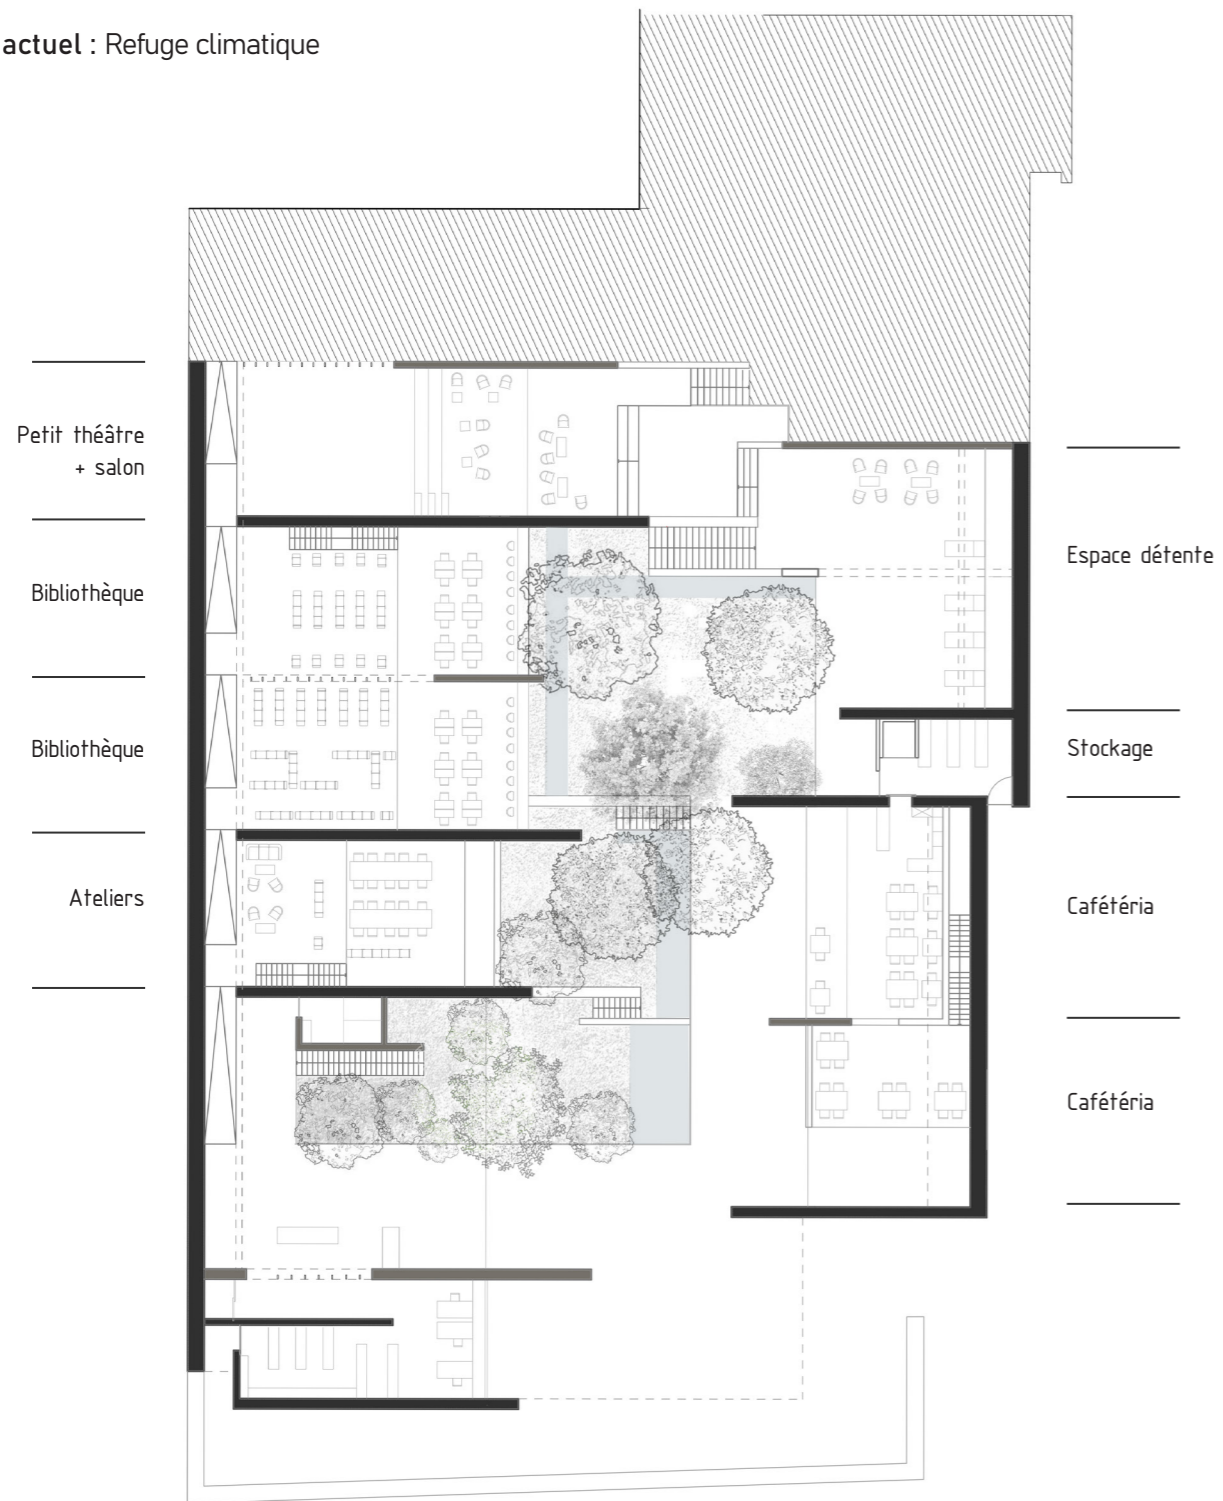 actuel : Refuge climatique
Petit théâtre
+ salon
Bibliothèque
Bibliothèque
Ateliers
Espace détente
Stockage
Cafétéria
Cafétéria